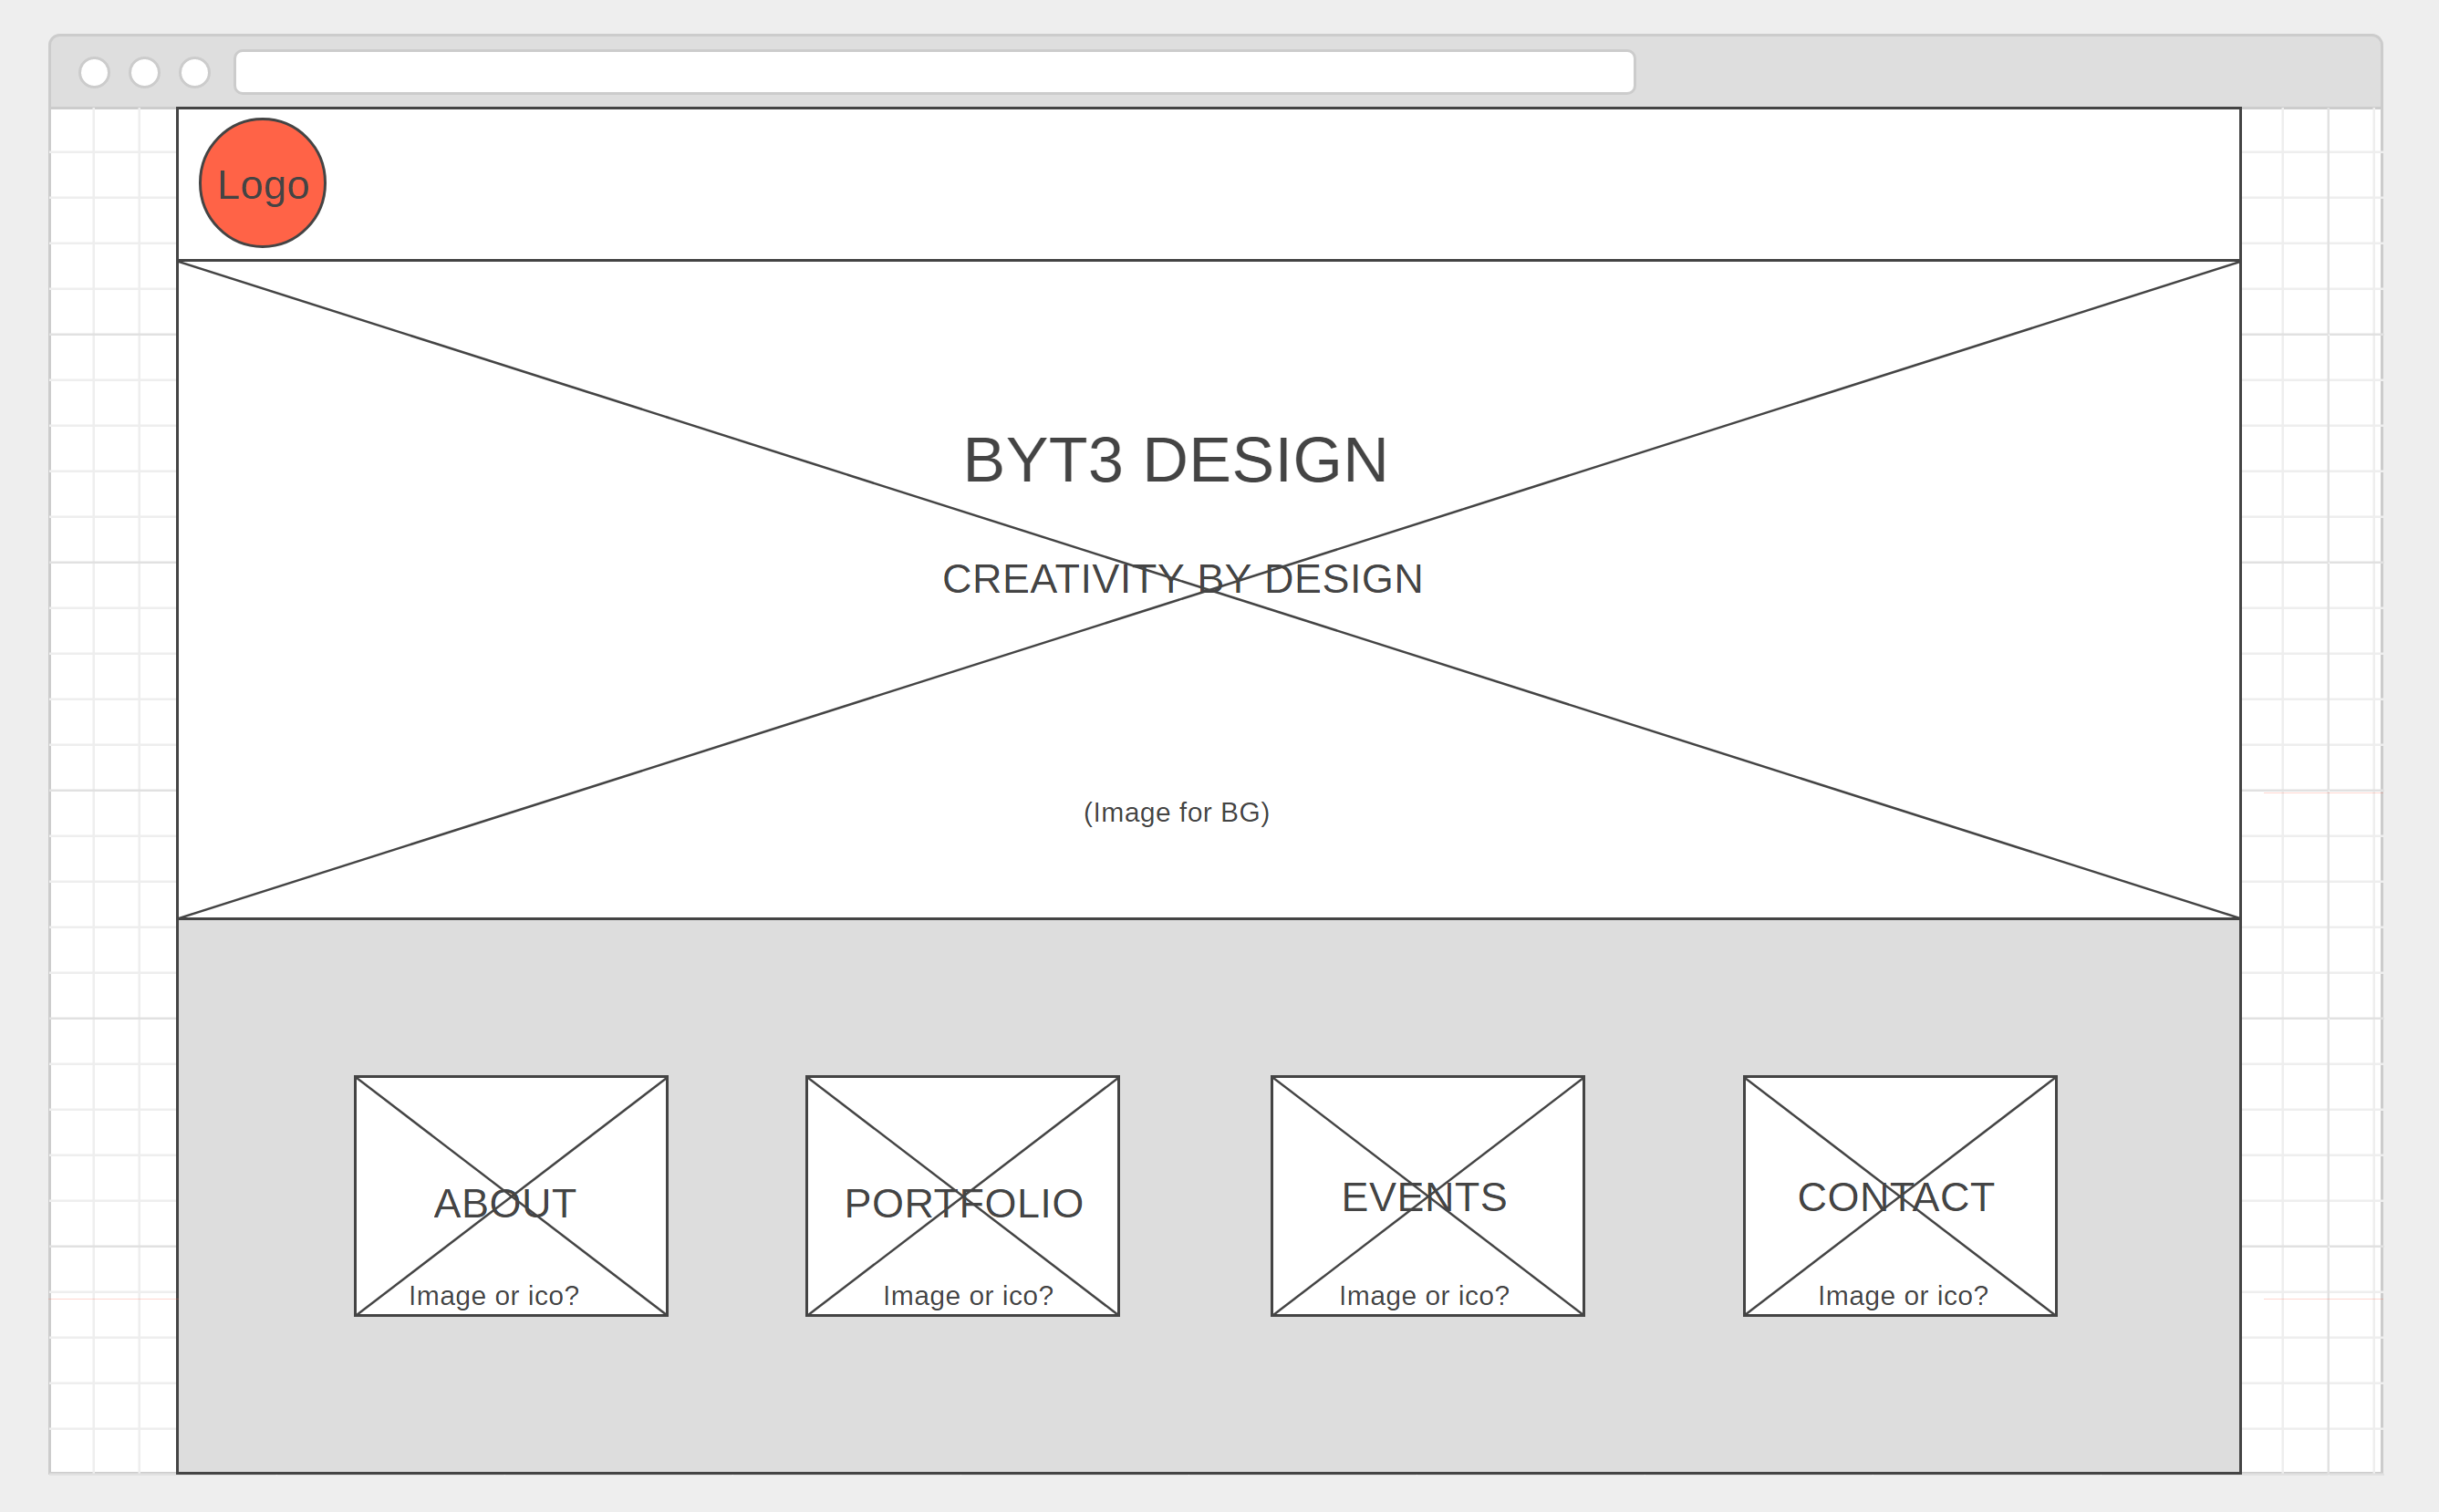 Logo
BYT3 DESIGN
CREATIVITY BY DESIGN
(Image for BG)
ABOUT
Image or ico?
PORTFOLIO
Image or ico?
EVENTS
Image or ico?
CONTACT
Image or ico?